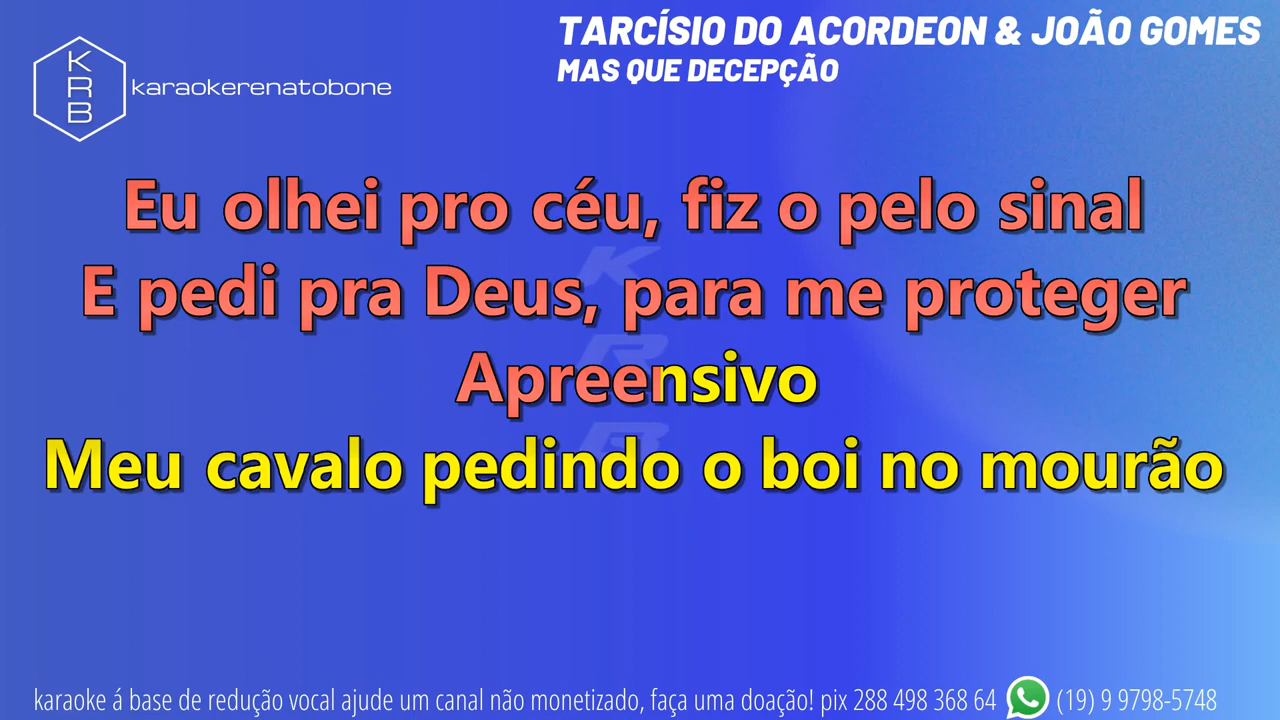 TARCÍSIO DO ACORDEON & JOÃO GOMES
MAS QUE DECEPÇÃO
K
R
B
karaokerenatobone
Eu olhei pro céu, fiz o pelo sinal
E pedi pra Deus, para me proteger
Apreensivo
Meu cavalo pedindo o boi no mourão
K
R
B
karaoke á base de redução vocal ajude um canal não monetizado, faça uma doação! pix 288 498 368 64 (19) 9 9798-5748